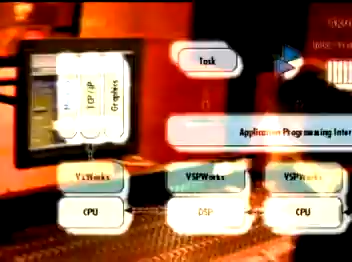 Task
TCP/IP
Graphics
Application Programming Inter
VxWorks
VSPWorks
VSPWorks
CPU
DSP
CPU